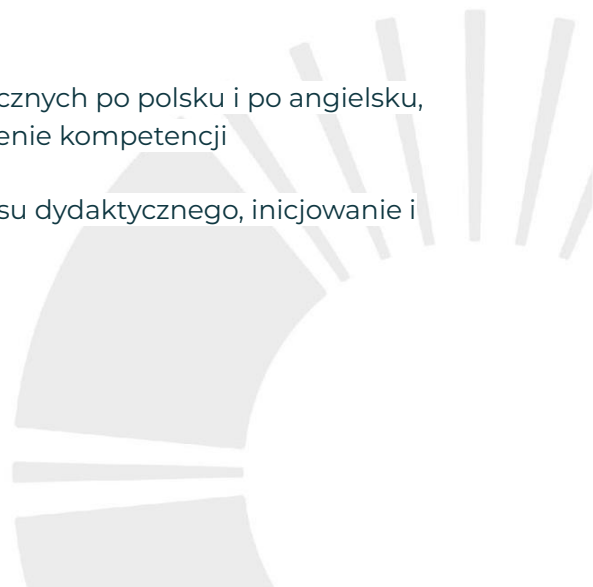 cznych po polsku i po angielsku,
enie kompetencji
su dydaktycznego, inicjowanie i